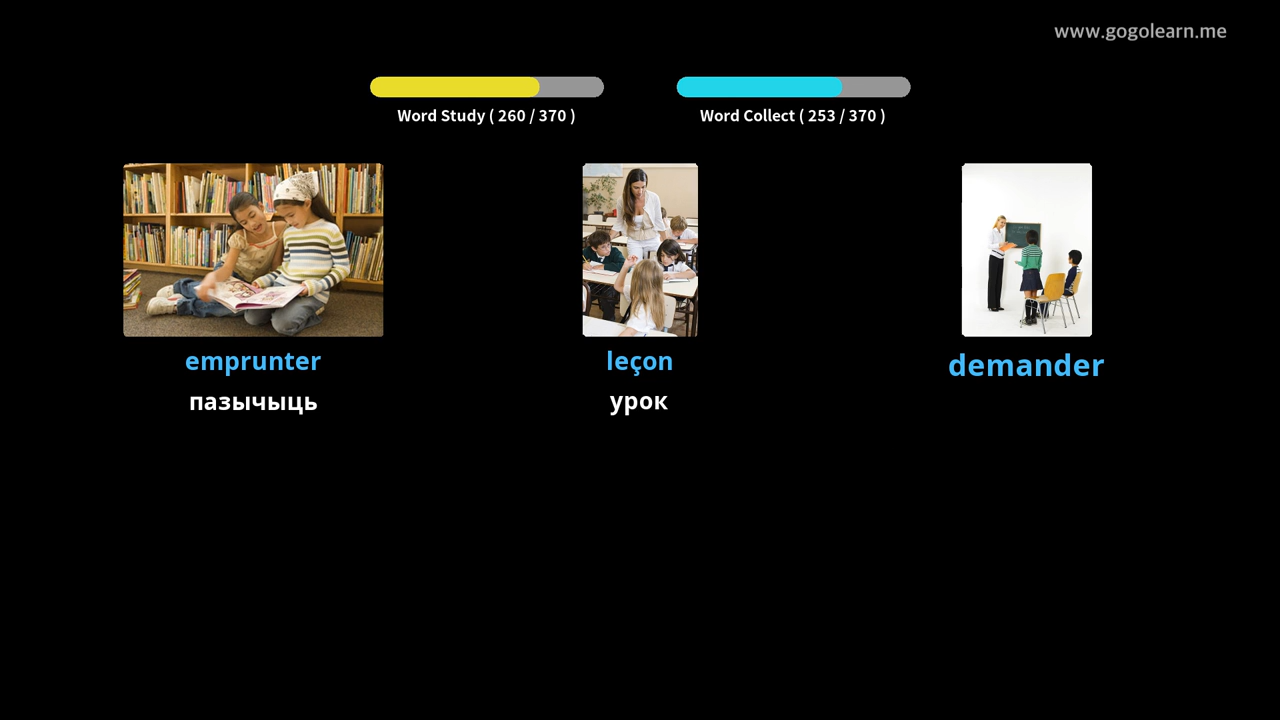 www.gogolearn.me
Word Study ( 260 / 370 )
Word Collect ( 253 / 370 )
emprunter
пазычыць
leçon
урок
demander